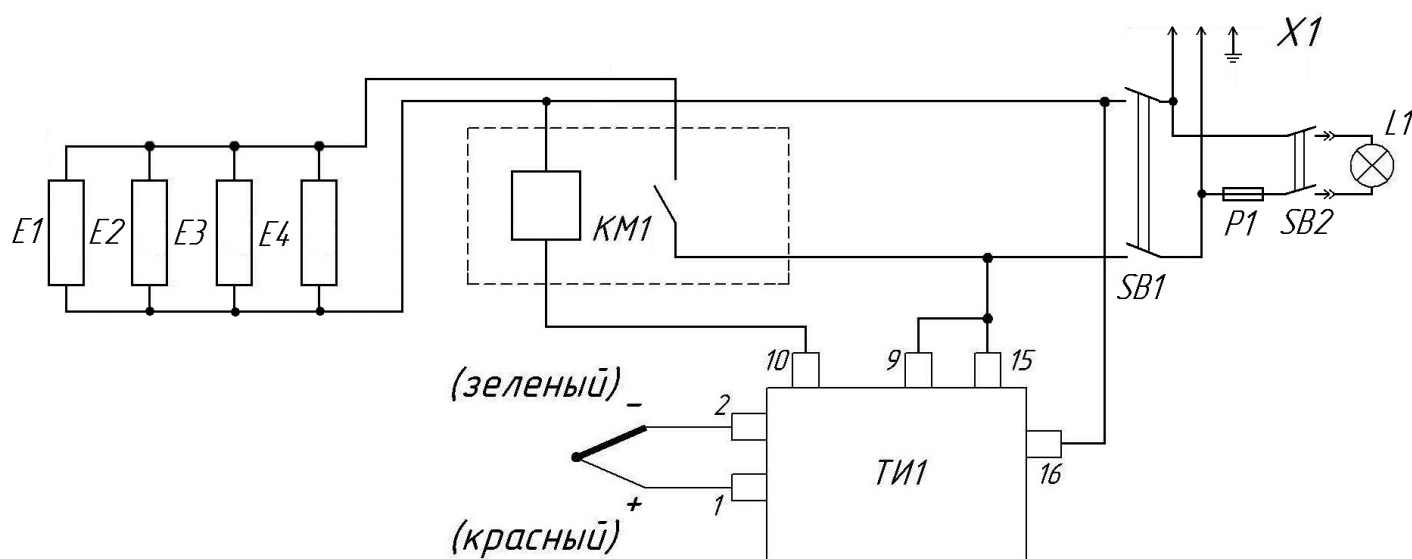 X1
L1
E1 E2 E3 E4
KM1
P1 SB2
SB1
10 9 15
(зеленый)
-
2
ТИ1
16
+
1
(красный)